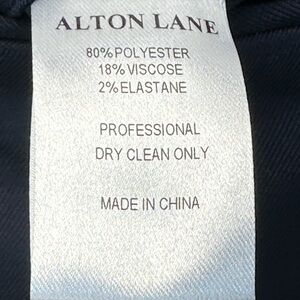 ALTON LANE
80% POLYESTER
18% VISCOSE
2% ELASTANE
PROFESSIONAL
DRY CLEAN ONLY
MADE IN CHINA